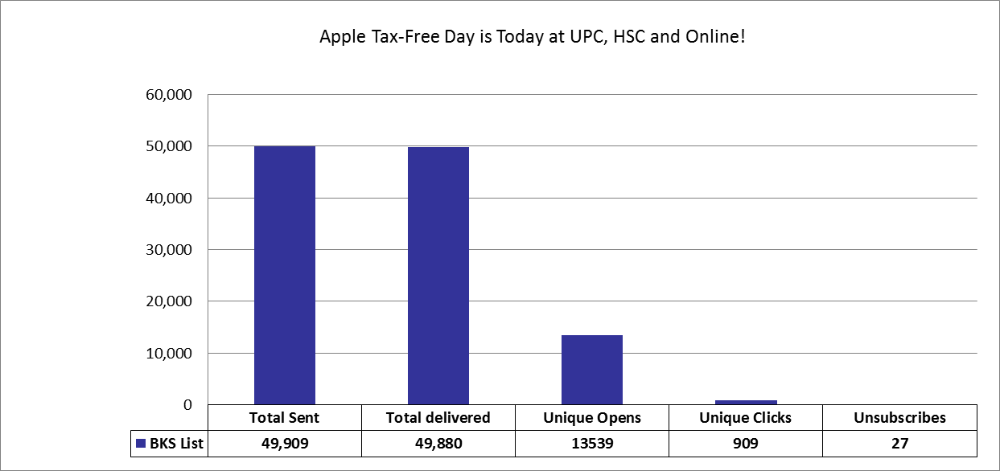 Apple Tax-Free Day is Today at UPC, HSC and Online!
60,000
50,000
40,000
30,000
20,000
10,000
0
Total Sent Total delivered Unique Opens Unique Clicks Unsubscribes
BKS List 49,909 49,880 13539 909 27